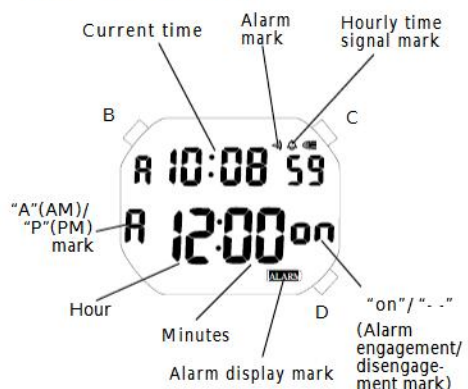 Current time
Alarm
mark
Hourly time
signal mark
B
C
A 10:08 59
"A"(AM)/
"P"(PM)
mark
A 12:00 on
ALARM
Hour
Minutes
Alarm display mark
D
"on"/ "- -"
(Alarm
engagement/
disengage-
ment mark)